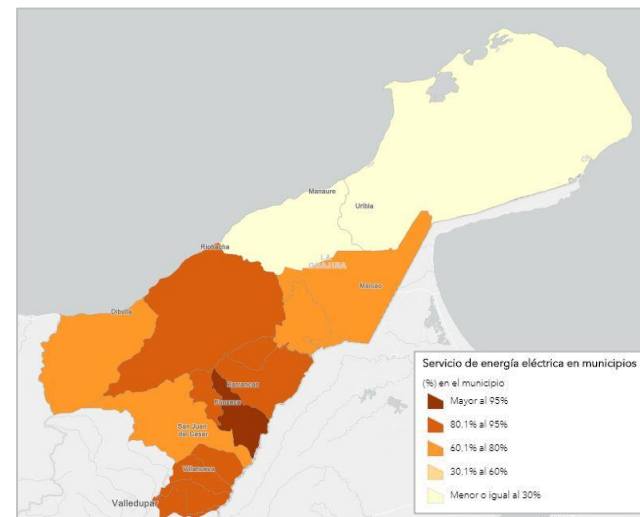 Manaure
Uribia
Riohacha
LA
GUAJIRA
Maicao
Dibulla
Barrancas
Fonseca
San Juan
del Cesar
Villanueva
Valledupar
Servicio de energía eléctrica en municipios
(%) en el municipio
Mayor al 95%
80,1% al 95%
60,1% al 80%
30,1% al 60%
Menor o igual al 30%